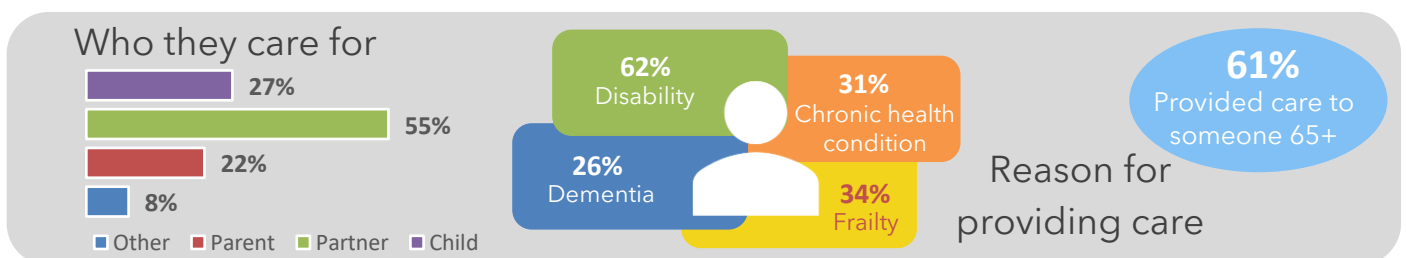 Who they care for
27%
55%
22%
8%
Other Parent Partner Child
62%
Disability
31%
Chronic health
condition
26%
Dementia
34%
Frailty
Reason for
providing care
61%
Provided care to
someone 65+